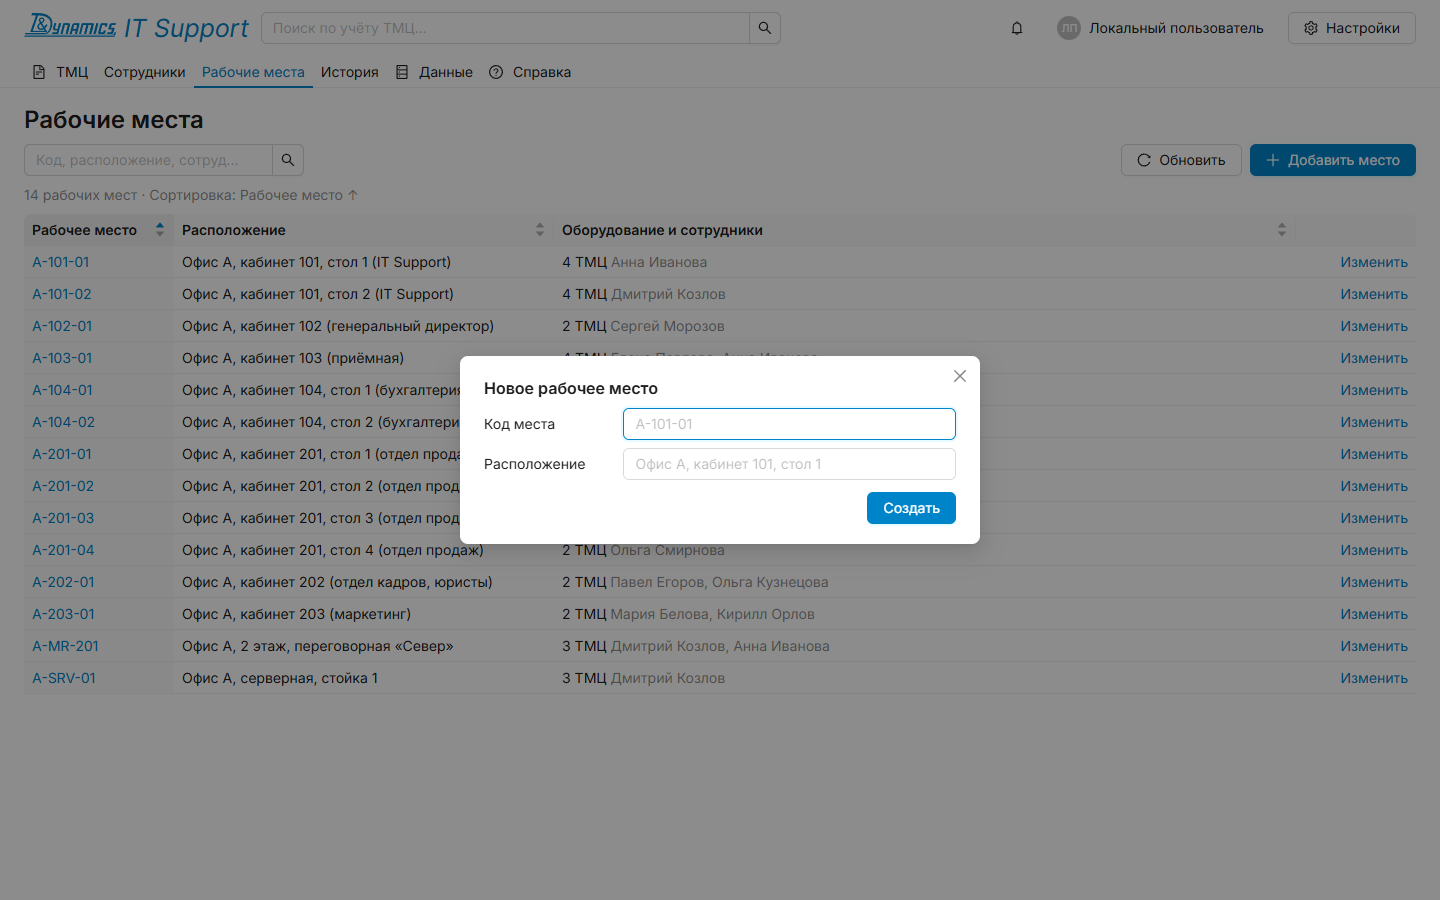 Dynamics IT Support
Поиск по учёту ТМЦ...
ЛП Локальный пользователь
Настройки
ТМЦ Сотрудники Рабочие места История Данные Справка
Рабочие места
Код, расположение, сотруд...
Обновить
Добавить место
14 рабочих мест · Сортировка: Рабочее место ↑
Рабочее место Расположение Оборудование и сотрудники
A-101-01 Офис А, кабинет 101, стол 1 (IT Support) 4 ТМЦ Анна Иванова Изменить
A-101-02 Офис А, кабинет 101, стол 2 (IT Support) 4 ТМЦ Дмитрий Козлов Изменить
A-102-01 Офис А, кабинет 102 (генеральный директор) 2 ТМЦ Сергей Морозов Изменить
A-103-01 Офис А, кабинет 103 (приёмная) Изменить
A-104-01 Офис А, кабинет 104, стол 1 (бухгалтерия Изменить
A-104-02 Офис А, кабинет 104, стол 2 (бухгалтери Изменить
A-201-01 Офис А, кабинет 201, стол 1 (отдел прода Изменить
A-201-02 Офис А, кабинет 201, стол 2 (отдел прод Изменить
A-201-03 Офис А, кабинет 201, стол 3 (отдел прод Изменить
A-201-04 Офис А, кабинет 201, стол 4 (отдел продаж) 2 ТМЦ Ольга Смирнова Изменить
A-202-01 Офис А, кабинет 202 (отдел кадров, юристы) 2 ТМЦ Павел Егоров, Ольга Кузнецова Изменить
A-203-01 Офис А, кабинет 203 (маркетинг) 2 ТМЦ Мария Белова, Кирилл Орлов Изменить
A-MR-201 Офис А, 2 этаж, переговорная «Север» 3 ТМЦ Дмитрий Козлов, Анна Иванова Изменить
A-SRV-01 Офис А, серверная, стойка 1 3 ТМЦ Дмитрий Козлов Изменить
Новое рабочее место
Код места A-101-01
Расположение Офис А, кабинет 101, стол 1
Создать